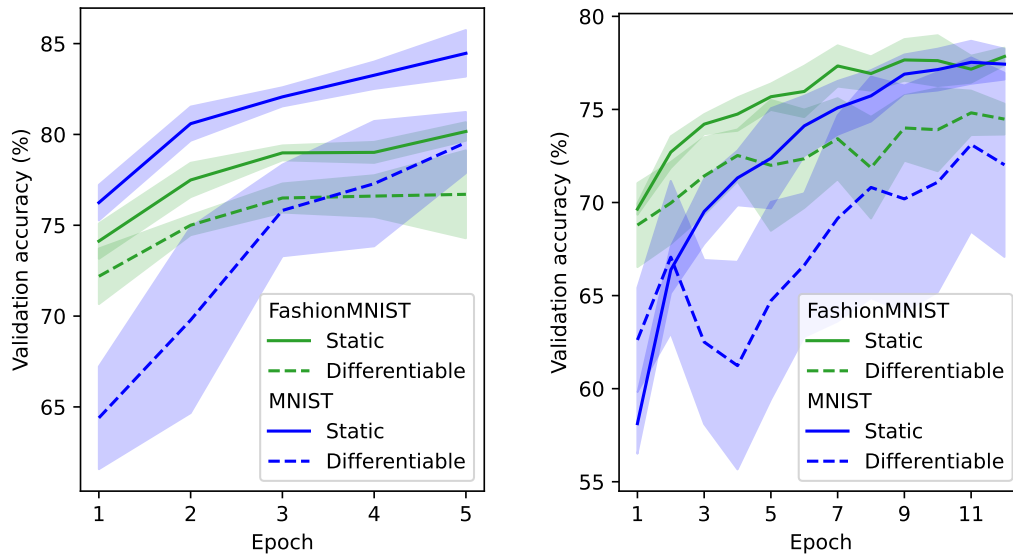 85
80
75
70
65
Validation accuracy (%)
FashionMNIST
Static
Differentiable
MNIST
Static
Differentiable
1 2 3 4 5
Epoch
80
75
70
65
60
55
Validation accuracy (%)
FashionMNIST
Static
Differentiable
MNIST
Static
Differentiable
1 3 5 7 9 11
Epoch